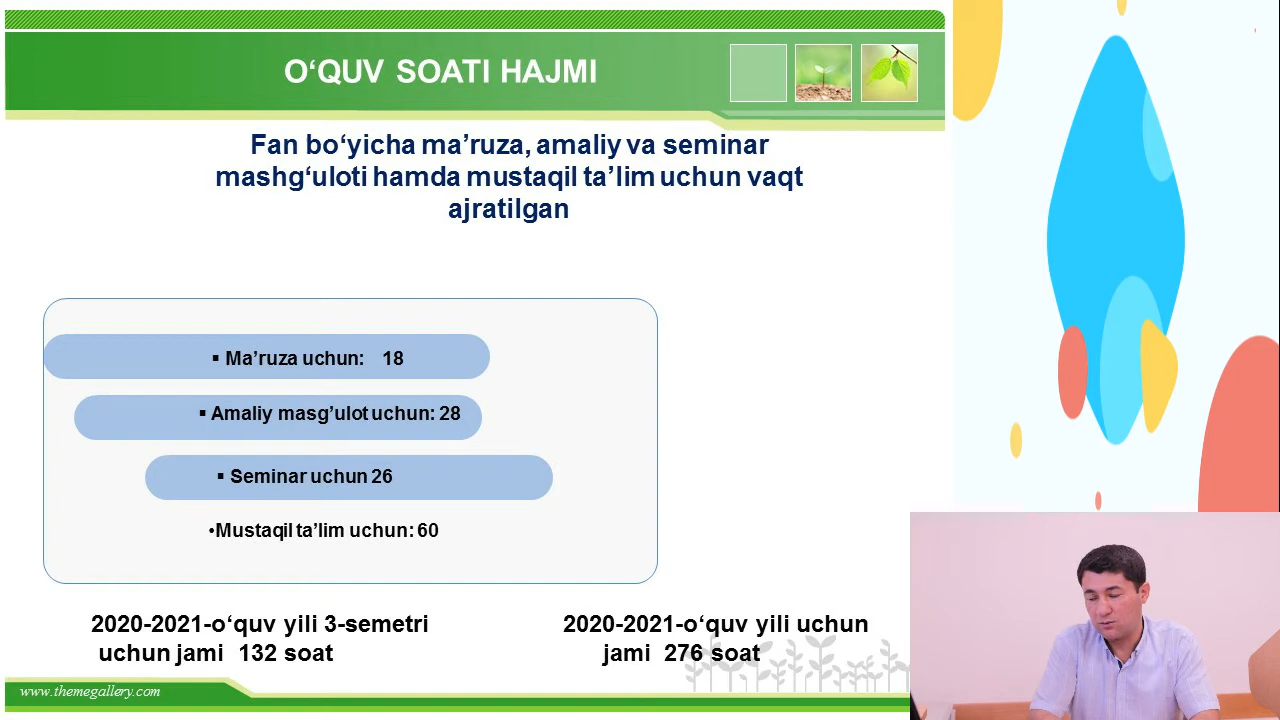 O‘QUV SOATI HAJMI
Fan bo‘yicha ma’ruza, amaliy va seminar
mashg‘uloti hamda mustaqil ta’lim uchun vaqt
ajratilgan
▪ Ma’ruza uchun: 18
▪ Amaliy masg’ulot uchun: 28
▪ Seminar uchun 26
•Mustaqil ta’lim uchun: 60
2020-2021-o‘quv yili 3-semetri
uchun jami 132 soat
2020-2021-o‘quv yili uchun
jami 276 soat
www.themegallery.com